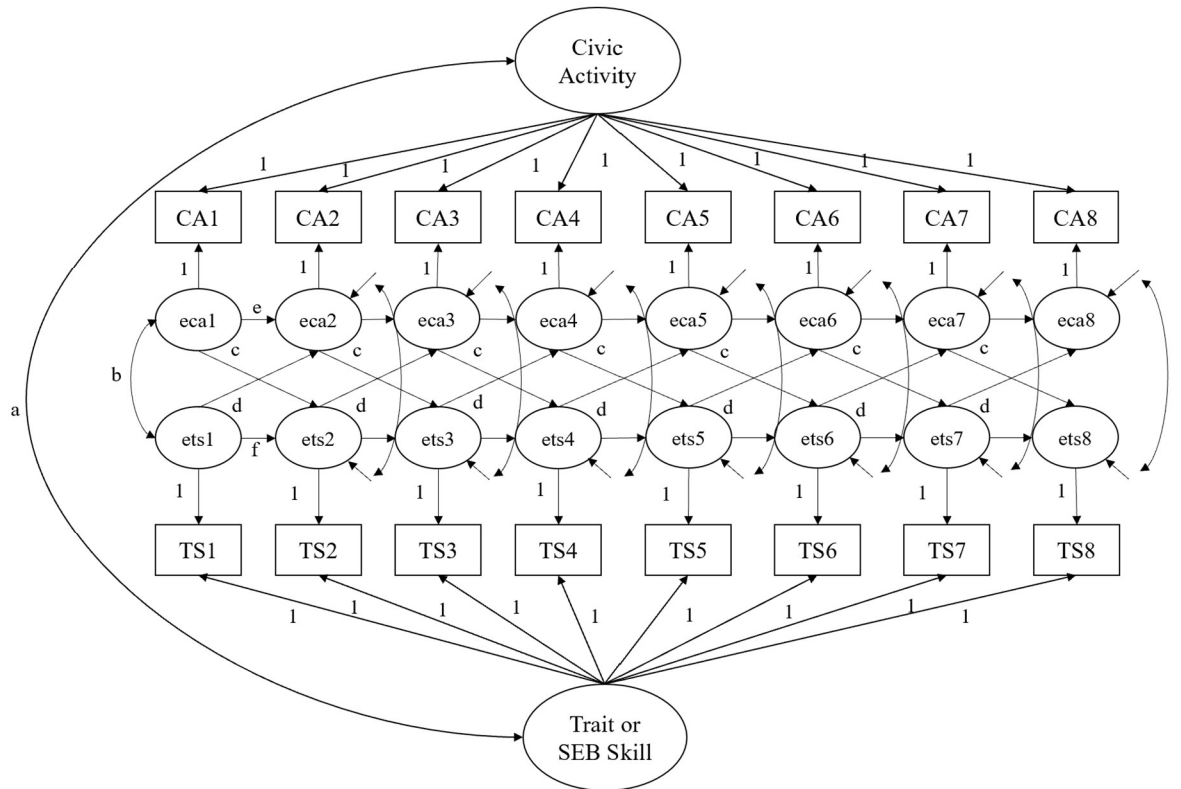 Civic
Activity
1 1 1 1 1 1 1 1
CA1 CA2 CA3 CA4 CA5 CA6 CA7 CA8
1 1 1 1 1 1 1 1
eca1 e eca2 eca3 eca4 eca5 eca6 eca7 eca8
c c c c c c c
b
a
d d d d d d d
ets1 f ets2 ets3 ets4 ets5 ets6 ets7 ets8
1 1 1 1 1 1 1 1
TS1 TS2 TS3 TS4 TS5 TS6 TS7 TS8
1 1 1 1 1 1 1 1
Trait or
SEB Skill